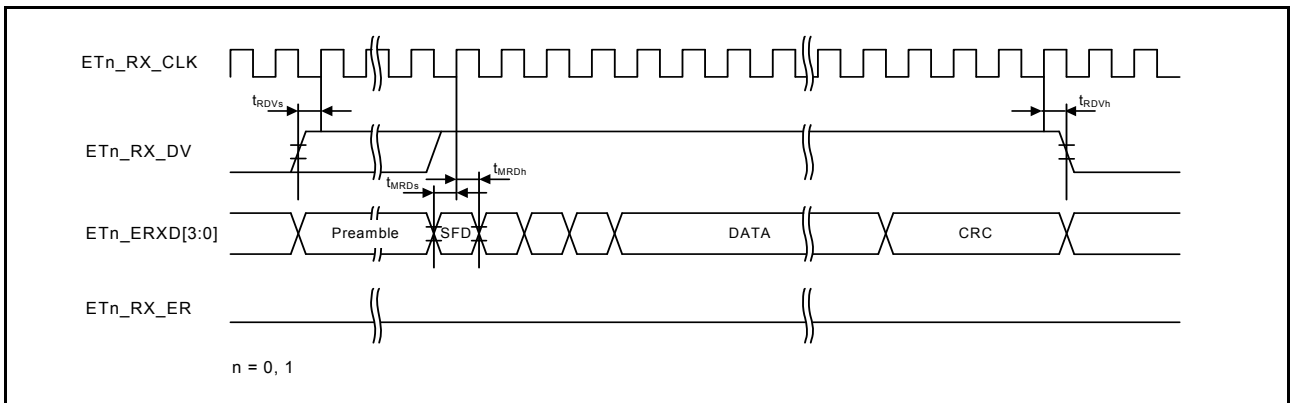 ETn_RX_CLK
tRDVs
tRDVh
ETn_RX_DV
tMRDs
tMRDh
ETn_ERXD[3:0]
Preamble
SFD
DATA
CRC
ETn_RX_ER
n = 0, 1